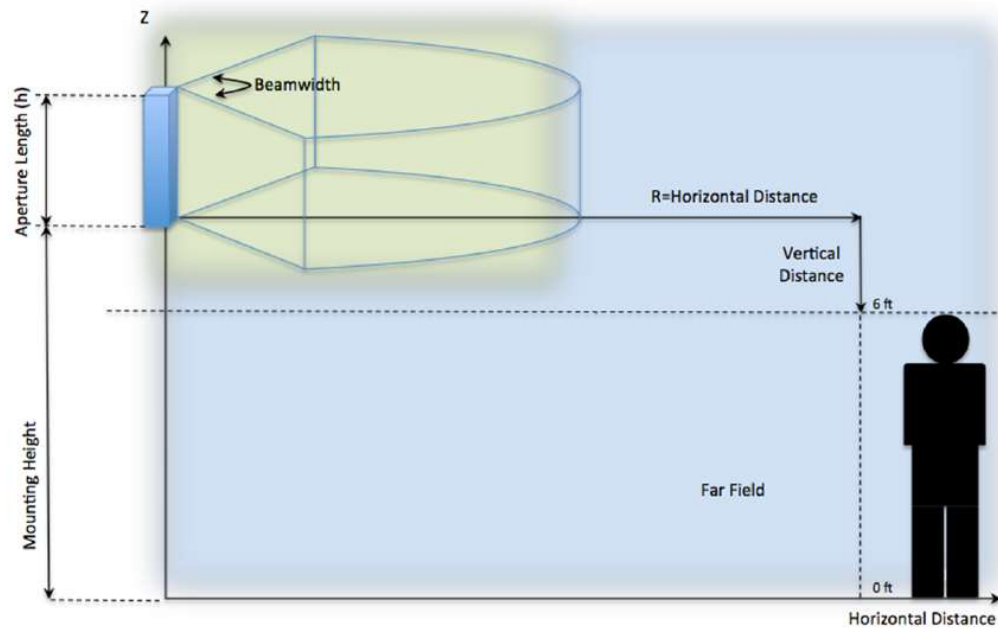 Z
Beamwidth
Aperture Length (h)
R=Horizontal Distance
Vertical
Distance
6 ft
Mounting Height
Far Field
0 ft
Horizontal Distance